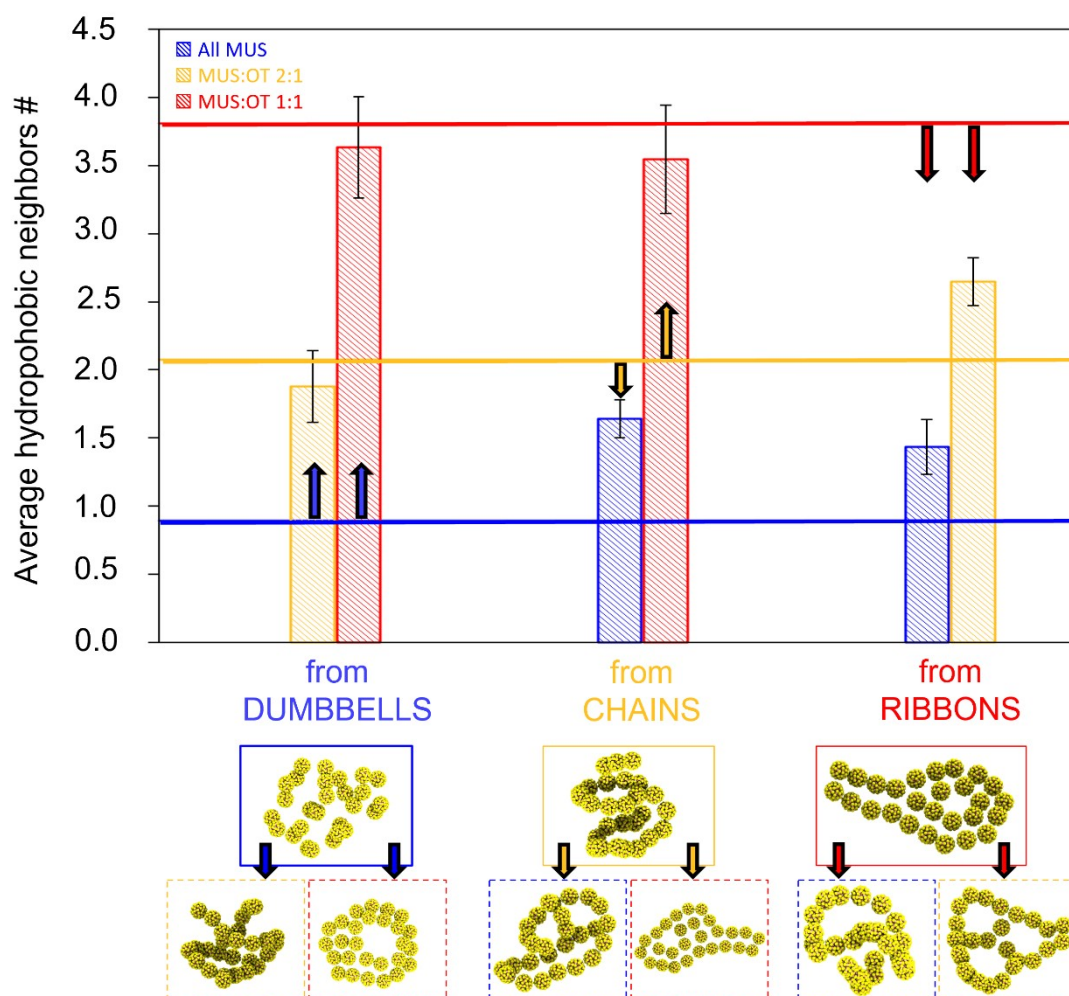 Average hydropohobic neighbors #
4.5
4.0
3.5
3.0
2.5
2.0
1.5
1.0
0.5
0.0
All MUS
MUS:OT 2:1
MUS:OT 1:1
from
DUMBBELLS
from
CHAINS
from
RIBBONS